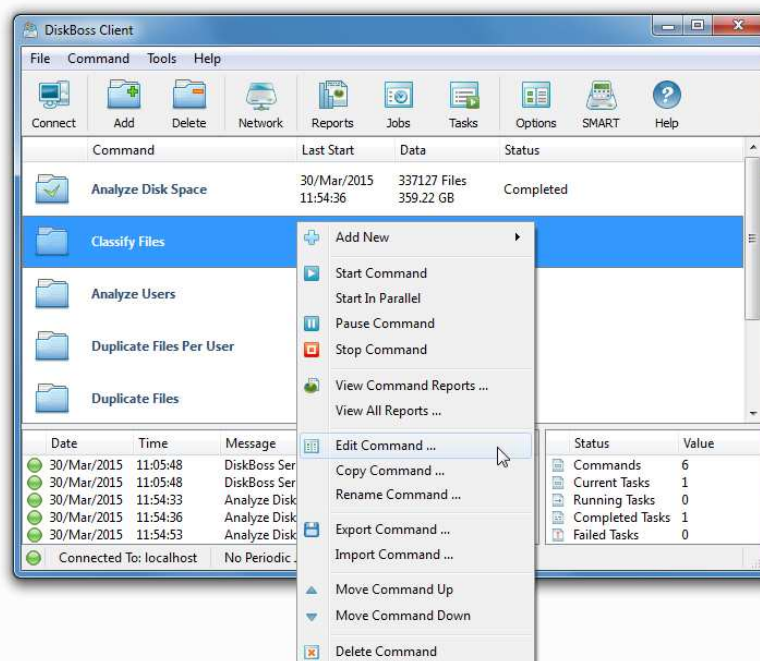 DiskBoss Client
File Command Tools Help
Connect Add Delete Network Reports Jobs Tasks Options SMART Help
Command Last Start Data Status
Analyze Disk Space 30/Mar/2015 337127 Files Completed
11:54:36 359.22 GB
Classify Files
Analyze Users
Duplicate Files Per User
Duplicate Files
Add New
Start Command
Start In Parallel
Pause Command
Stop Command
View Command Reports ...
View All Reports ...
Edit Command ...
Copy Command ...
Rename Command ...
Export Command ...
Import Command ...
Move Command Up
Move Command Down
Delete Command
Date Time Message
30/Mar/2015 11:05:48 DiskBoss Ser
30/Mar/2015 11:05:48 DiskBoss Ser
30/Mar/2015 11:54:33 Analyze Disk
30/Mar/2015 11:54:36 Analyze Disk
30/Mar/2015 11:54:53 Analyze Disk
Status Value
Commands 6
Current Tasks 1
Running Tasks 0
Completed Tasks 1
Failed Tasks 0
Connected To: localhost No Periodic